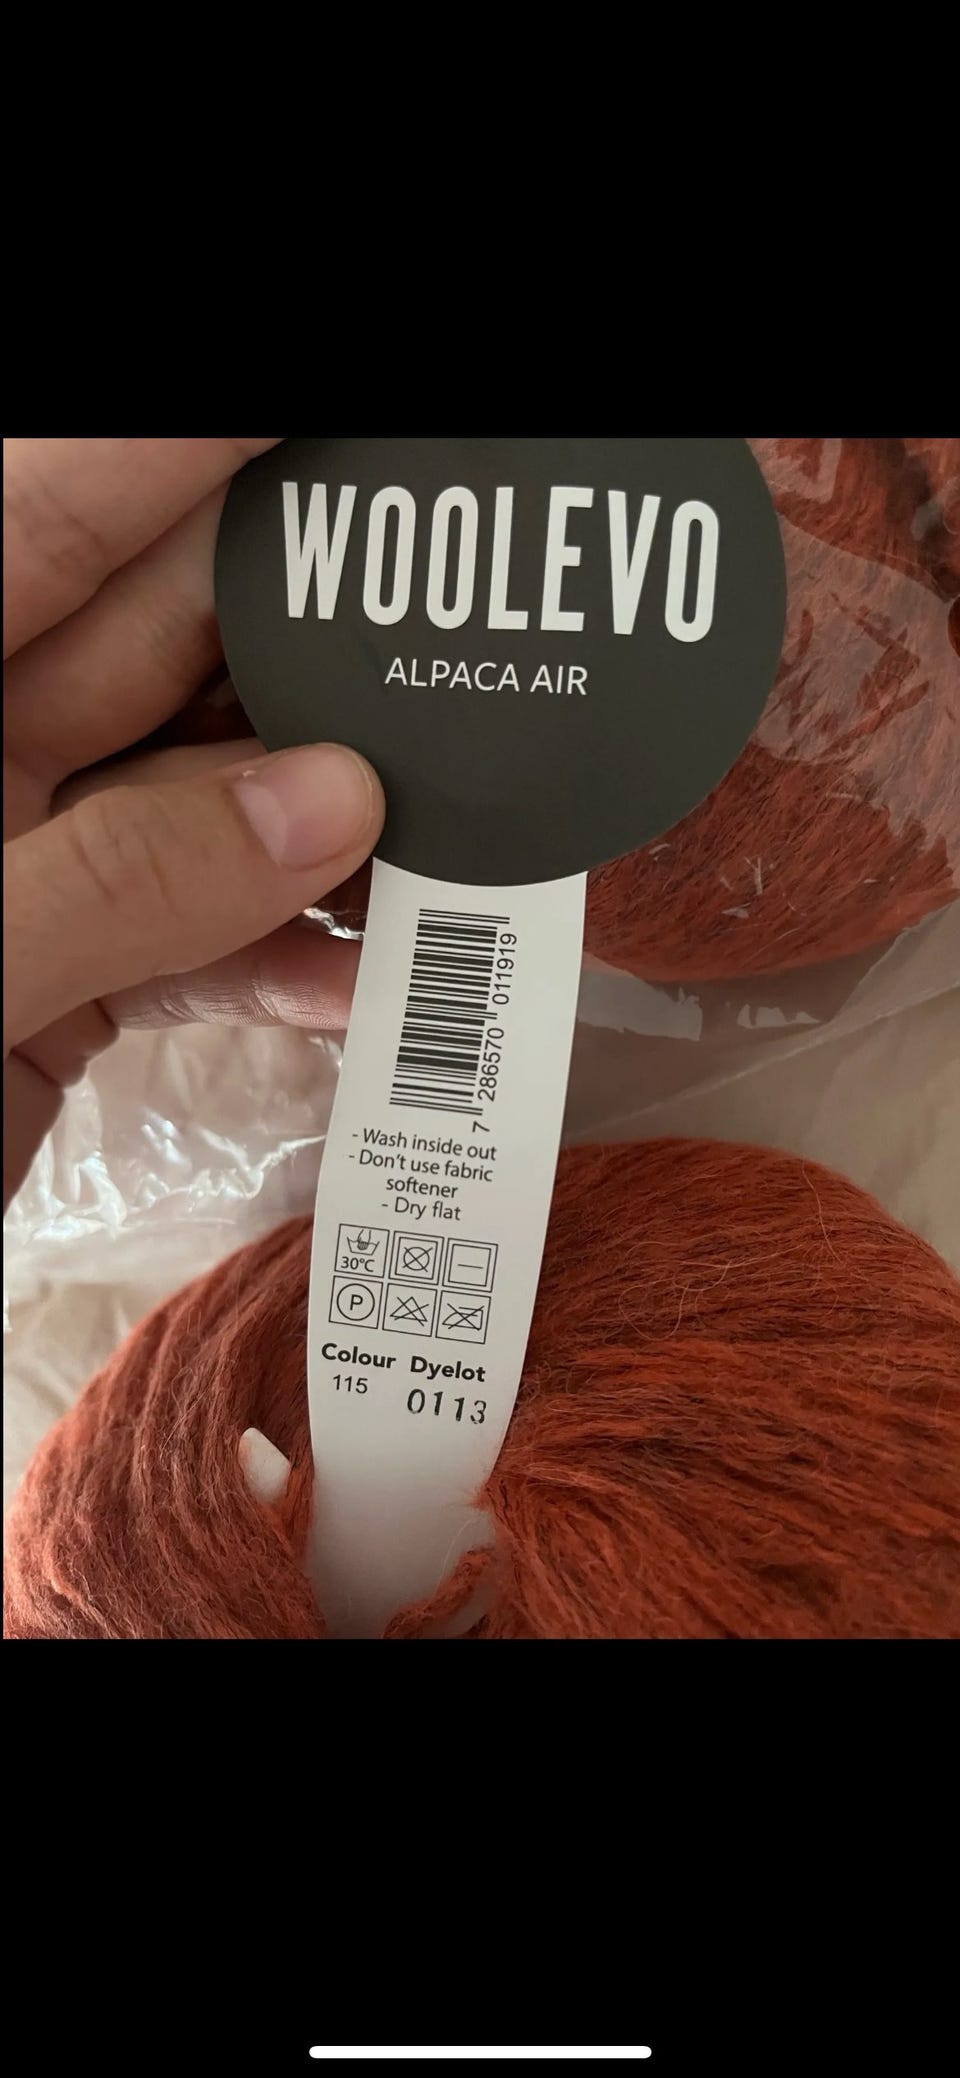 WOOLEVO
ALPACA AIR
7 286570 011919
- Wash inside out
- Don't use fabric
softener
- Dry flat
30°C
P
Colour Dyelot
115 0113